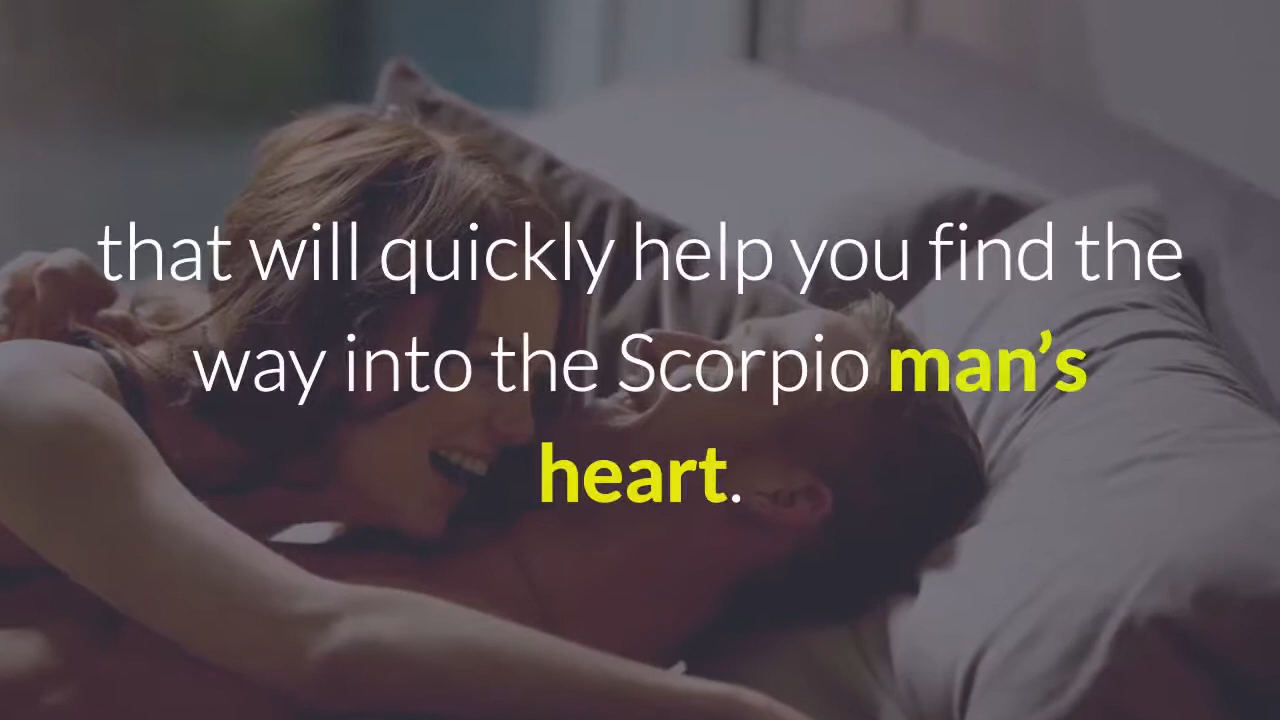 that will quickly help you find the
way into the Scorpio man’s
heart.